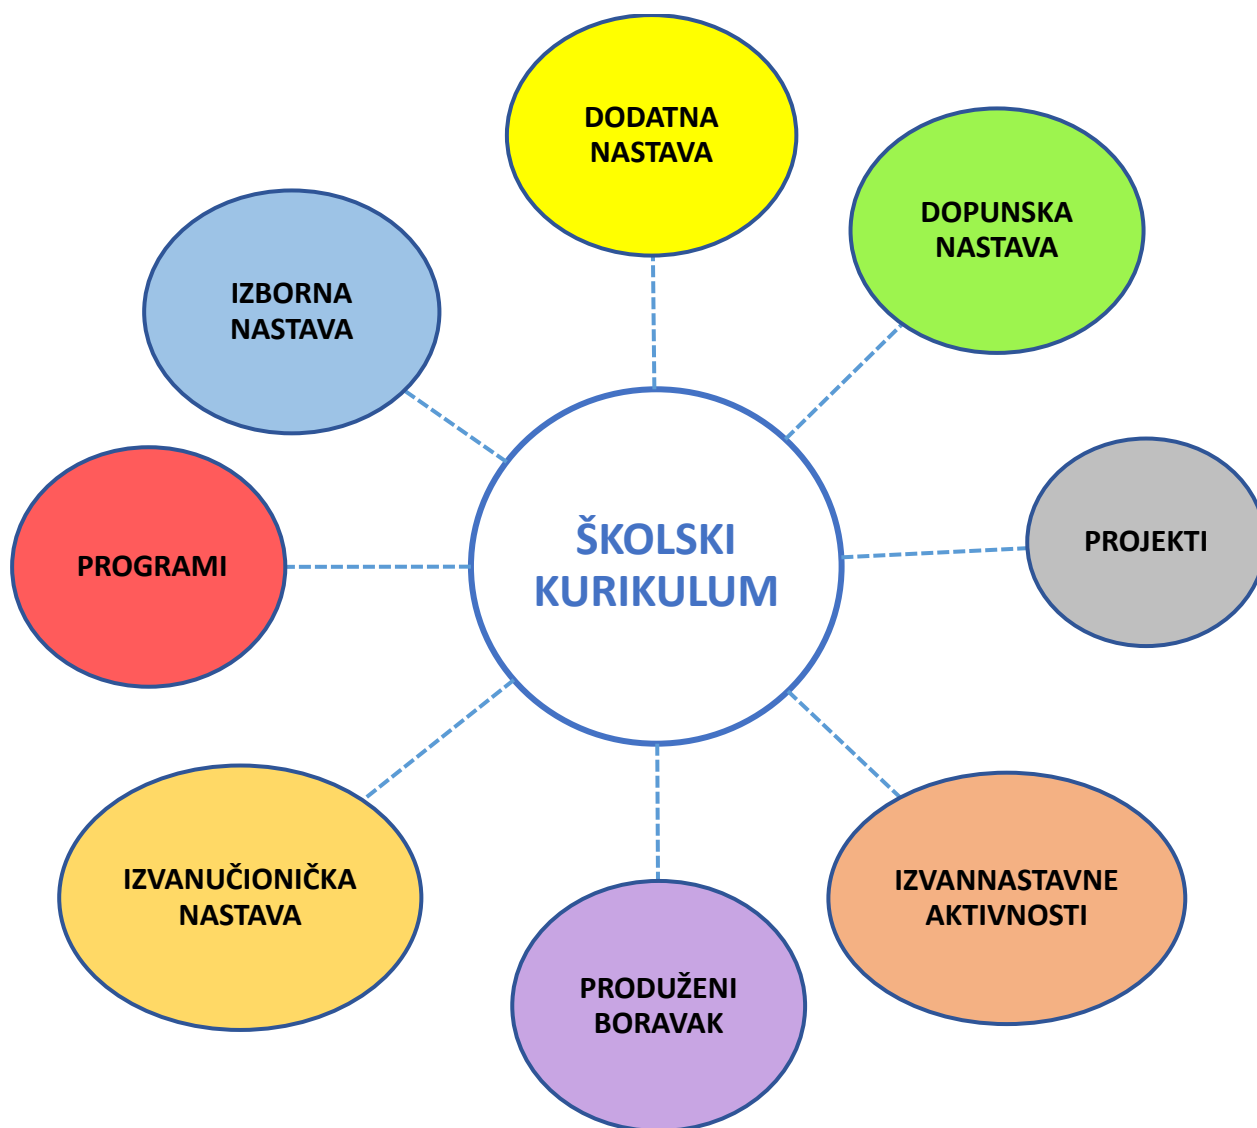 DODATNA
NASTAVA
DOPUNSKA
NASTAVA
IZBORNA
NASTAVA
ŠKOLSKI
KURIKULUM
PROJEKTI
PROGRAMI
IZVANUČIONIČKA
NASTAVA
IZVANNASTAVNE
AKTIVNOSTI
PRODUŽENI
BORAVAK